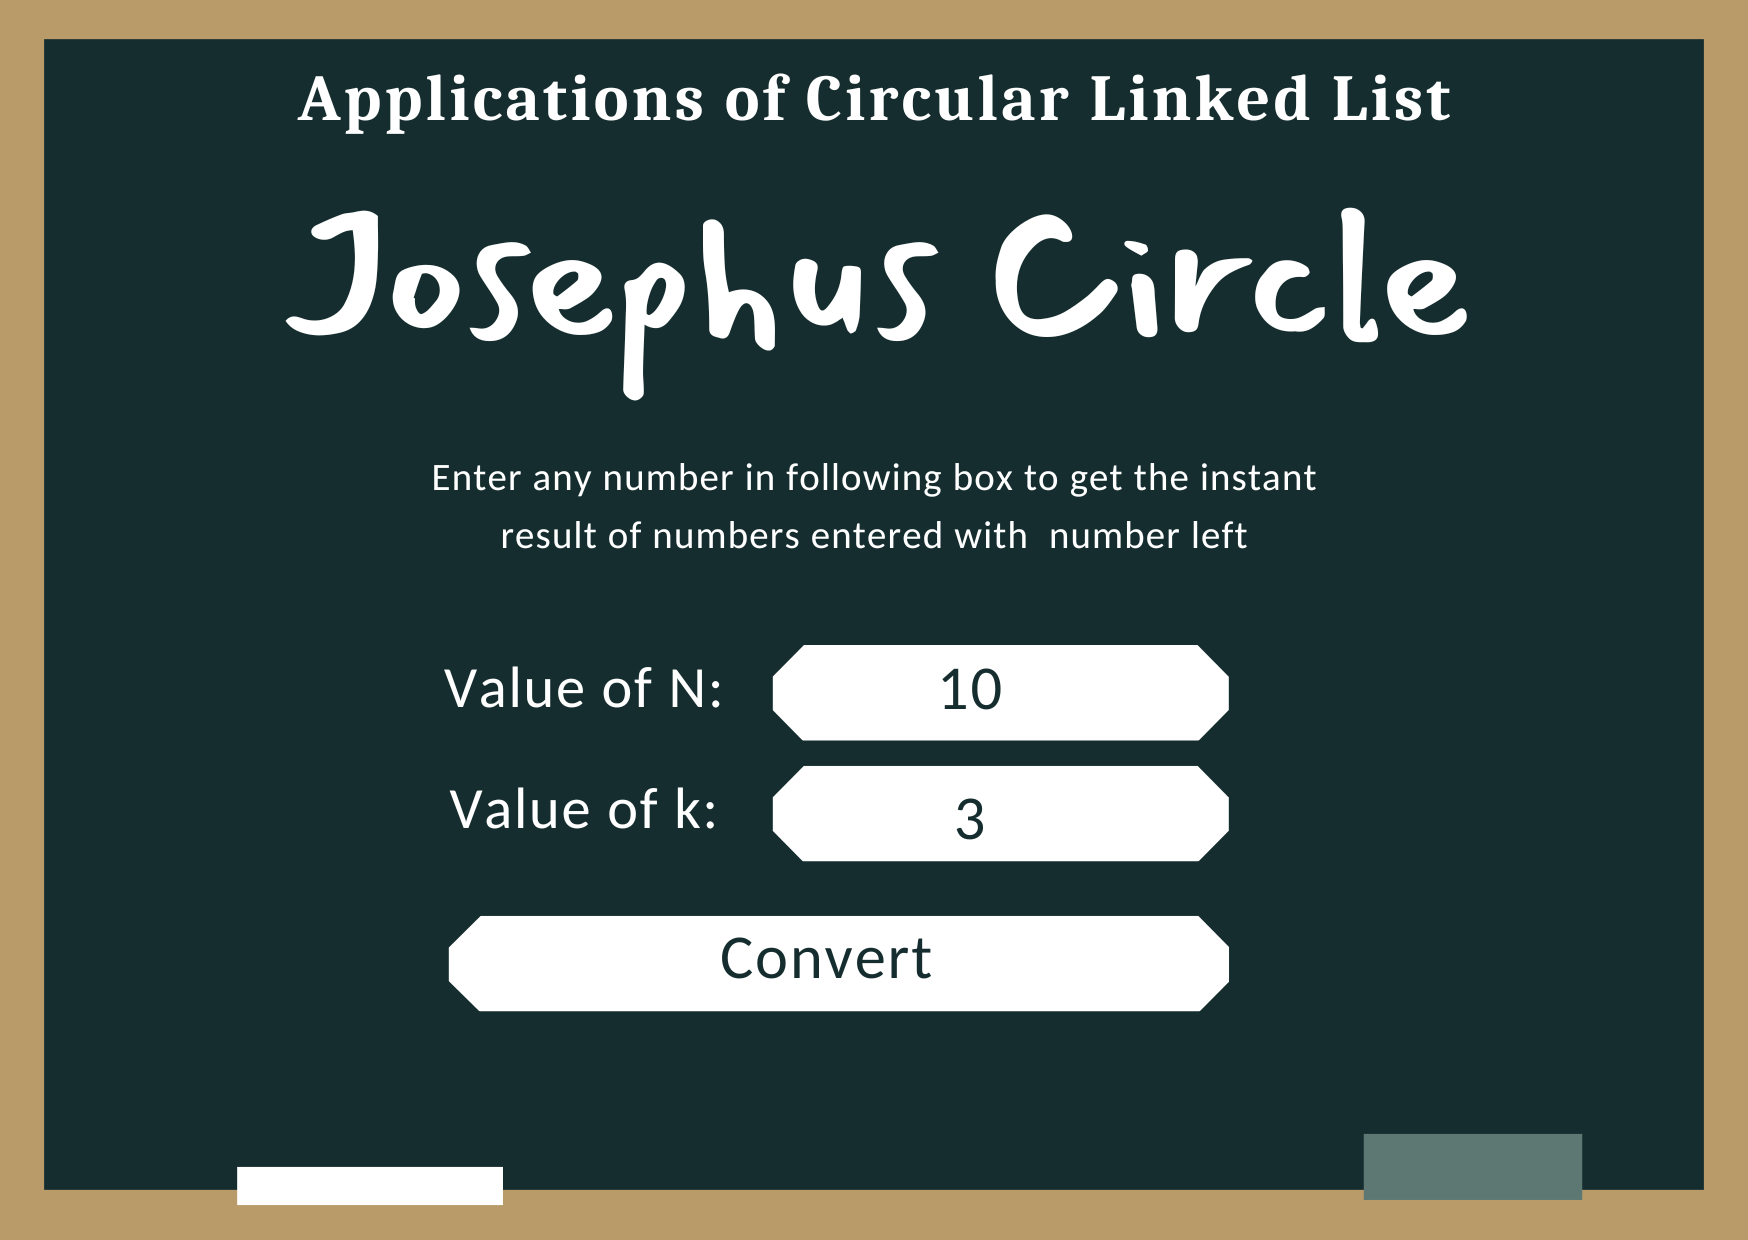 Applications of Circular Linked List
Josephus Circle
Enter any number in following box to get the instant
result of numbers entered with  number left
Value of N: 10
Value of k: 3
Convert